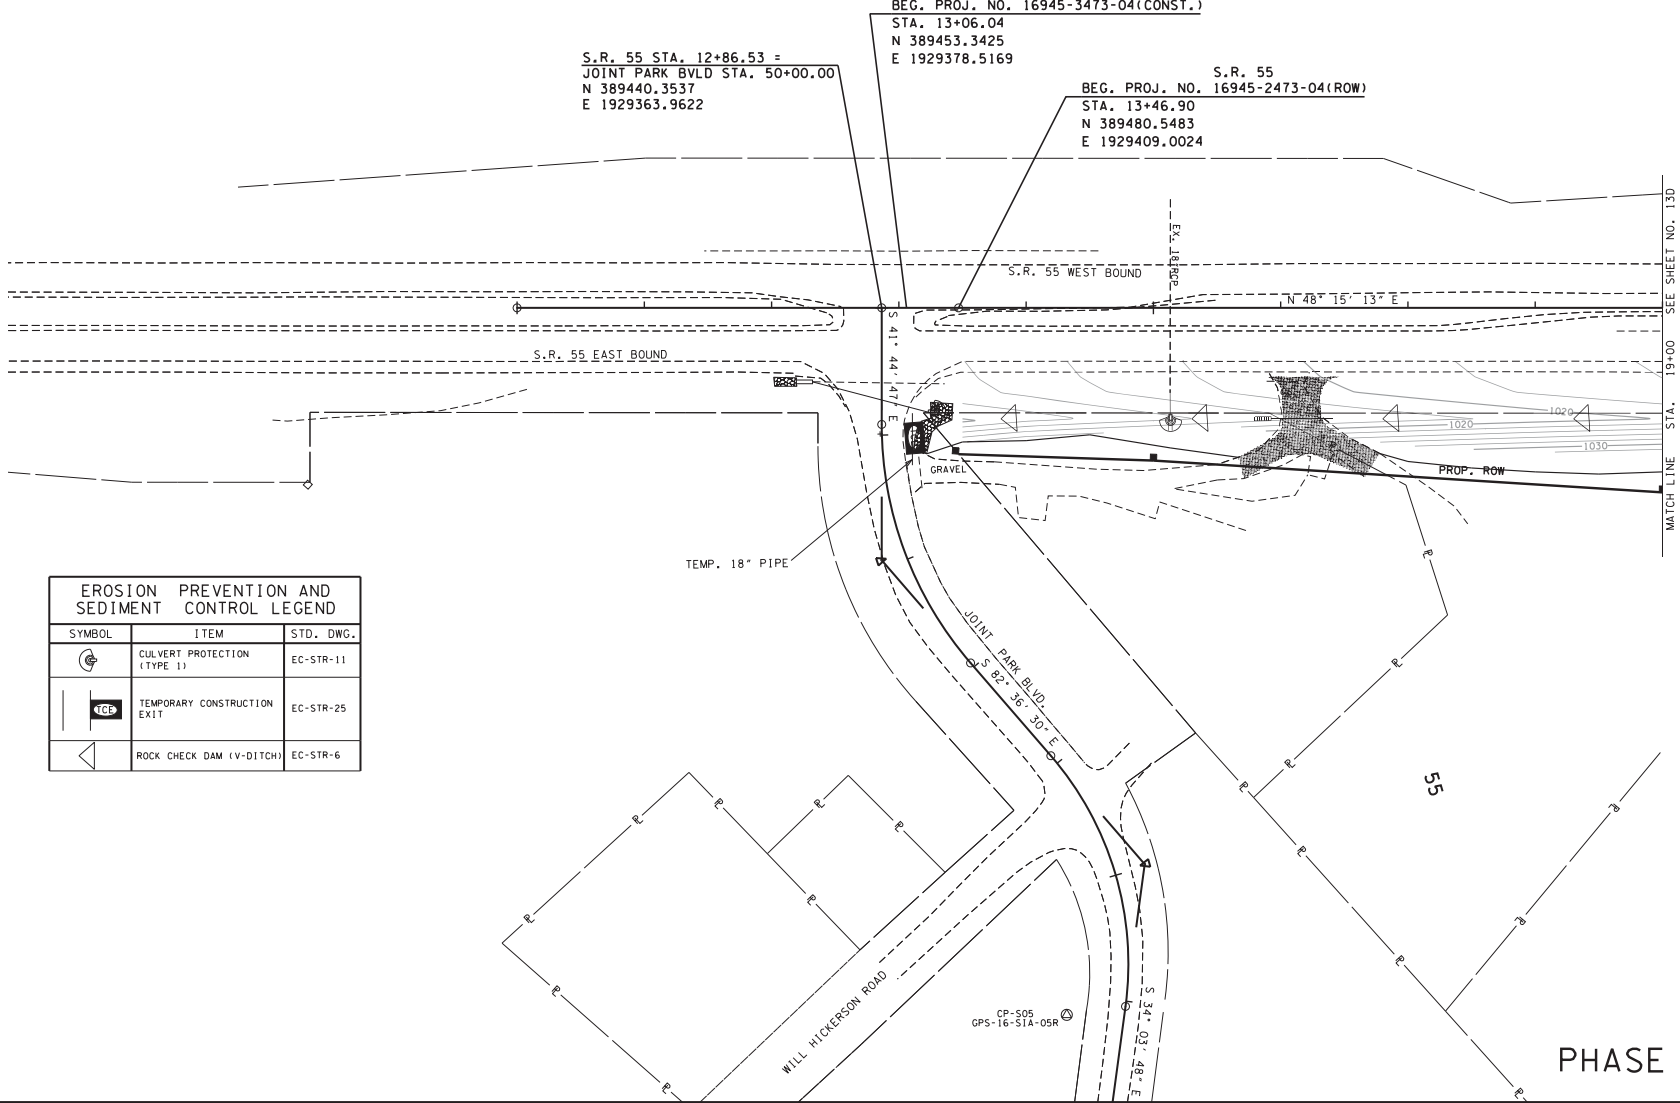 BEG. PROJ. NO. 16945-3473-04(CONST.)
STA. 13+06.04
N 389453.3425
E 1929378.5169
S.R. 55 STA. 12+86.53 =
JOINT PARK BVLD STA. 50+00.00
N 389440.3537
E 1929363.9622
S.R. 55
BEG. PROJ. NO. 16945-2473-04(ROW)
STA. 13+46.90
N 389480.5483
E 1929409.0024
SEE SHEET NO. 13D
EX. 18"RCP
S.R. 55 WEST BOUND
N 48° 15' 13" E
S 41° 44' 47" E
S.R. 55 EAST BOUND
STA. 19+00
1020
1020
1030
GRAVEL
PROP. ROW
MATCH LINE
TEMP. 18" PIPE
EROSION PREVENTION AND
SEDIMENT CONTROL LEGEND
SYMBOL ITEM STD. DWG.
CULVERT PROTECTION
(TYPE 1)
EC-STR-11
TCE
TEMPORARY CONSTRUCTION
EXIT
EC-STR-25
ROCK CHECK DAM (V-DITCH) EC-STR-6
JOINT PARK BLVD.
S 82° 36' 30" E
55
WILL HICKERSON ROAD
CP-S05
GPS-16-SIA-05R
S 34° 03' 48" E
PHASE